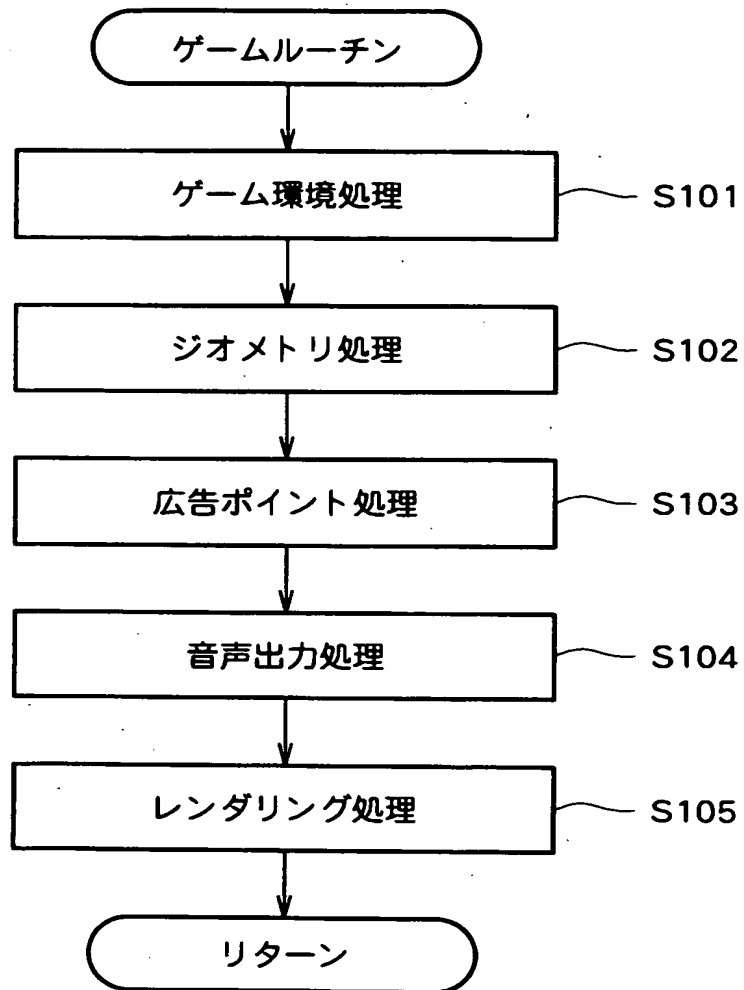 ゲームルーチン
ゲーム環境処理 S101
ジオメトリ処理 S102
広告ポイント処理 S103
音声出力処理 S104
レンダリング処理 S105
リターン